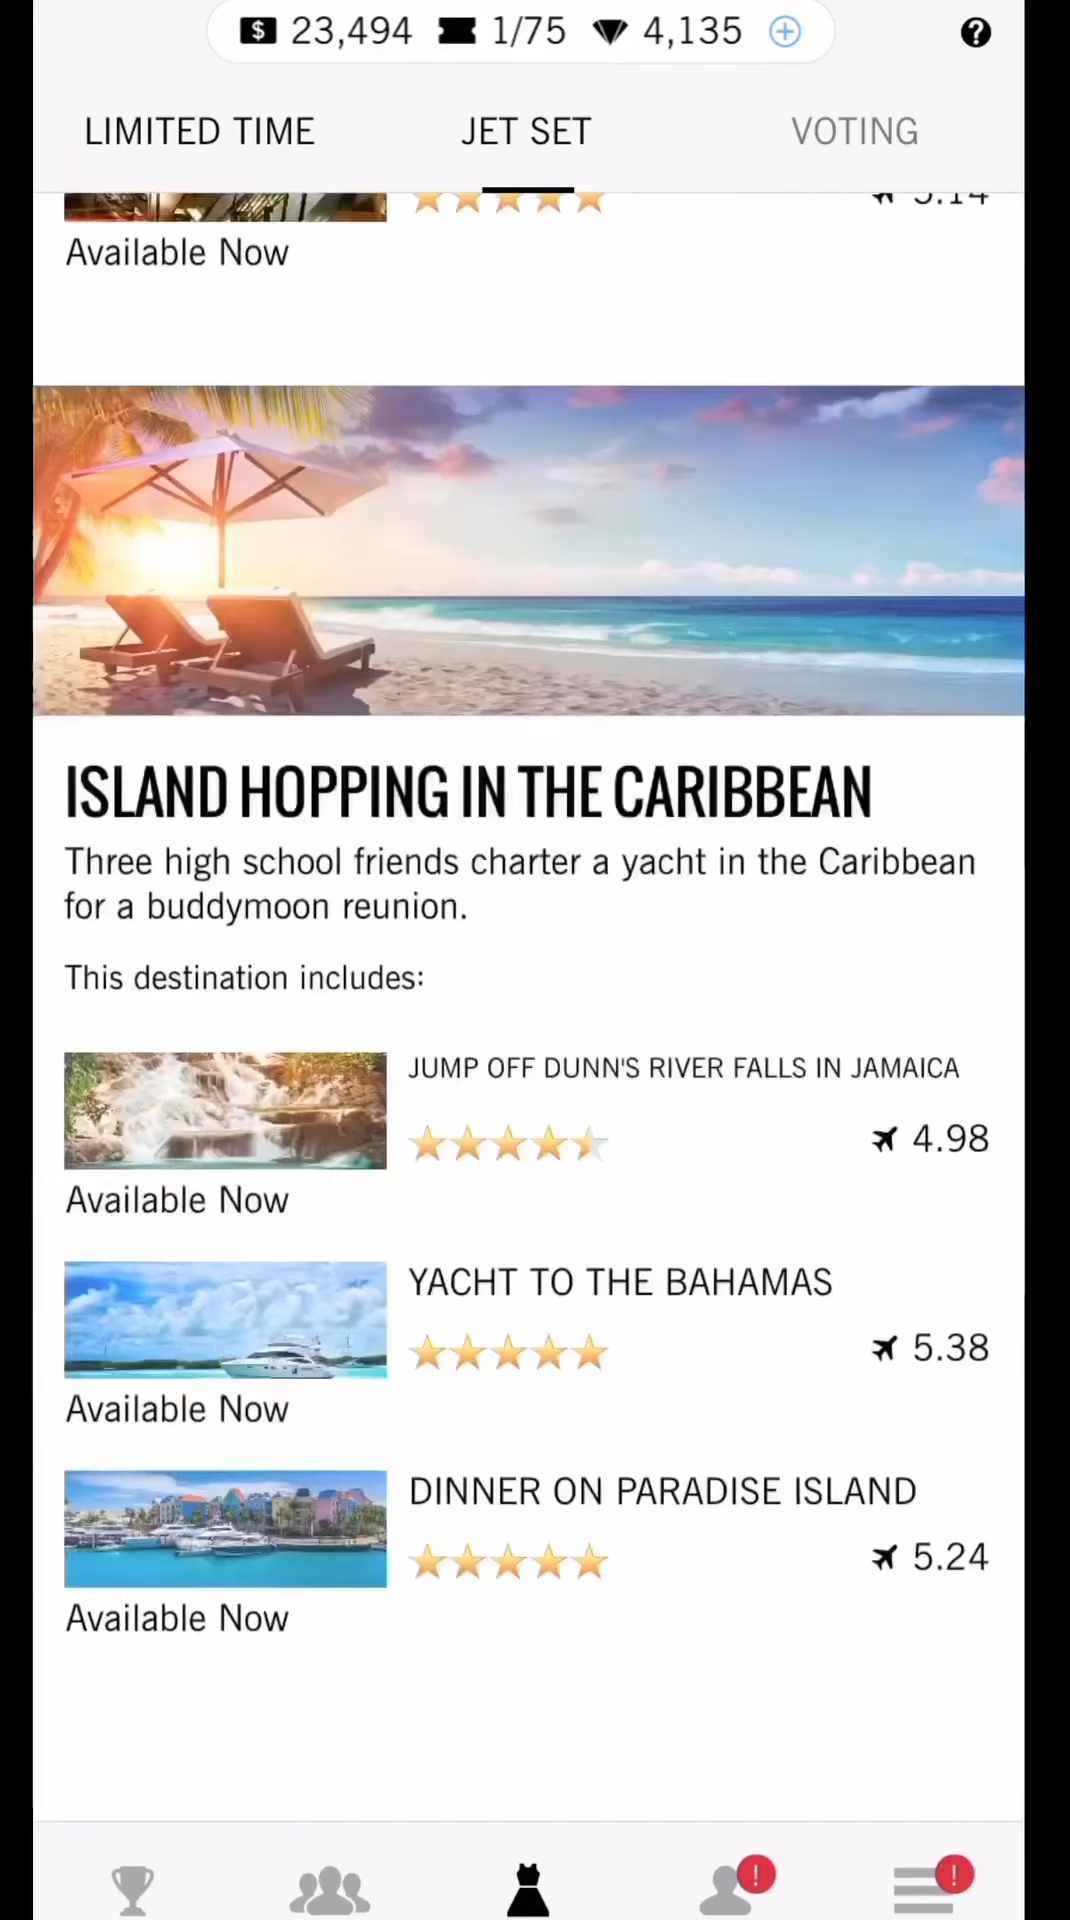 23,494 1/75 4,135
LIMITED TIME JET SET VOTING
5.14
Available Now
ISLAND HOPPING IN THE CARIBBEAN
Three high school friends charter a yacht in the Caribbean
for a buddymoon reunion.
This destination includes:
JUMP OFF DUNN'S RIVER FALLS IN JAMAICA
4.98
Available Now
YACHT TO THE BAHAMAS
5.38
Available Now
DINNER ON PARADISE ISLAND
5.24
Available Now